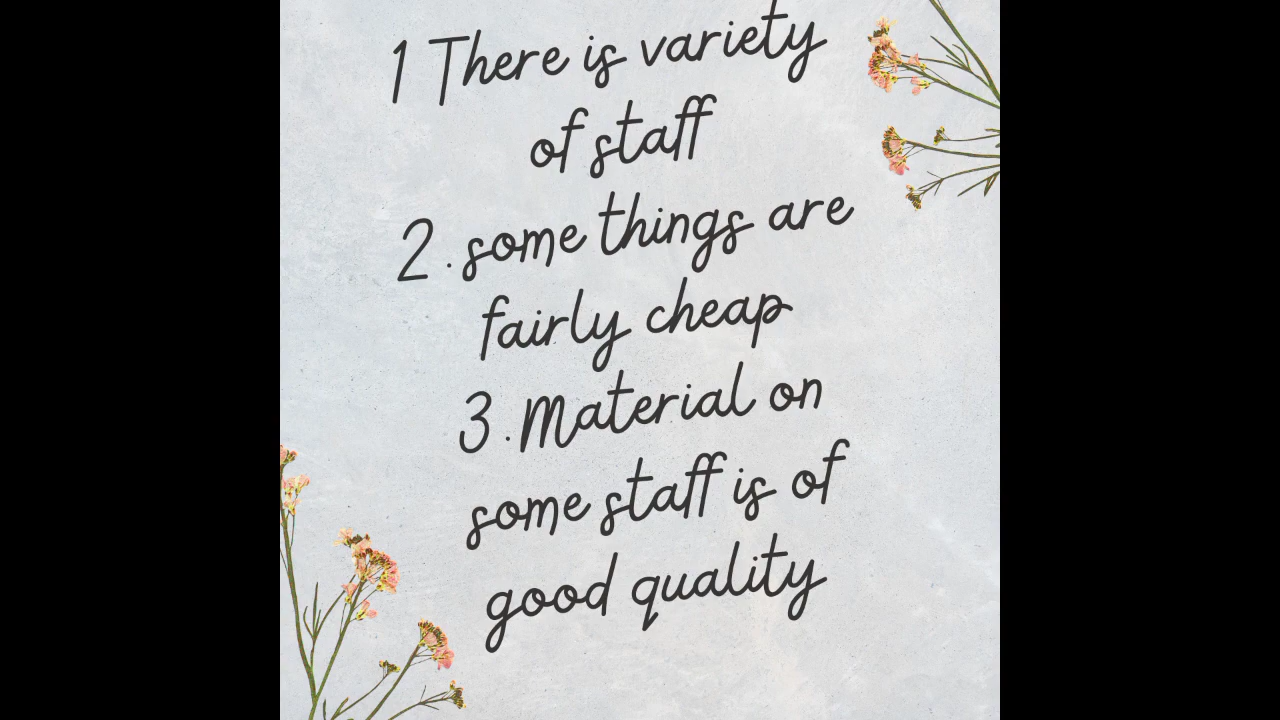 1 There is variety
of staff
2 . some things are
fairly cheap
3 . Material on
some staff is of
good quality